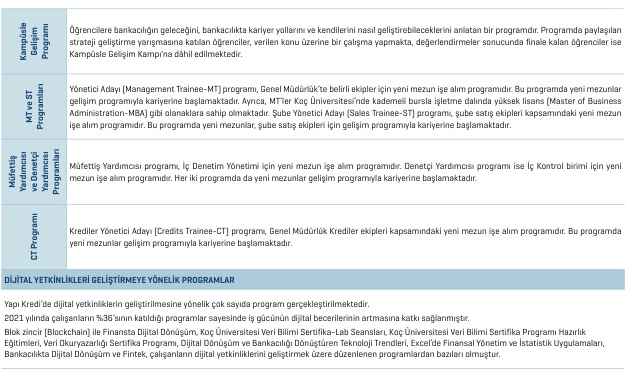 Kampüsle
Gelişim
Programı
Öğrencilere bankacılığın geleceğini, bankacılıkta kariyer yollarını ve kendilerini nasıl geliştirebileceklerini anlatan bir programdır. Programda paylaşılan
strateji geliştirme yarışmasına katılan öğrenciler, verilen konu üzerine bir çalışma yapmakta, değerlendirmeler sonucunda finale kalan öğrenciler ise
Kampüsle Gelişim Kampı'na dâhil edilmektedir.
MT ve ST
Programları
Yönetici Adayı (Management Trainee-MT) programı, Genel Müdürlük'te belirli ekipler için yeni mezun işe alım programıdır. Bu programda yeni mezunlar
gelişim programıyla kariyerine başlamaktadır. Ayrıca, MT'ler Koç Üniversitesi'nde kademeli bursla işletme dalında yüksek lisans (Master of Business
Administration-MBA) gibi olanaklara sahip olmaktadır. Şube Yönetici Adayı (Sales Trainee-ST) programı, şube satış ekipleri kapsamındaki yeni mezun
işe alım programıdır. Bu programda yeni mezunlar, şube satış ekipleri için gelişim programıyla kariyerine başlamaktadır.
Müfettiş
Yardımcısı
ve Denetçi
Yardımcısı
Programları
Müfettiş Yardımcısı programı, İç Denetim Yönetimi için yeni mezun işe alım programıdır. Denetçi Yardımcısı programı ise İç Kontrol birimi için yeni
mezun işe alım programıdır. Her iki programda da yeni mezunlar gelişim programıyla kariyerine başlamaktadır.
CT Programı
Krediler Yönetici Adayı (Credits Trainee-CT) programı, Genel Müdürlük Krediler ekipleri kapsamındaki yeni mezun işe alım programıdır. Bu programda
yeni mezunlar gelişim programıyla kariyerine başlamaktadır.
DİJİTAL YETKİNLİKLERİ GELİŞTİRMEYE YÖNELİK PROGRAMLAR
Yapı Kredi'de dijital yetkinliklerin geliştirilmesine yönelik çok sayıda program gerçekleştirilmektedir.
2021 yılında çalışanların %36'sının katıldığı programlar sayesinde iş gücünün dijital becerilerinin artmasına katkı sağlanmıştır.
Blok zincir (Blockchain) ile Finansta Dijital Dönüşüm, Koç Üniversitesi Veri Bilimi Sertifika-Lab Seansları, Koç Üniversitesi Veri Bilimi Sertifika Programı Hazırlık
Eğitimleri, Veri Okuryazarlığı Sertifika Programı, Dijital Dönüşüm ve Bankacılığı Dönüştüren Teknoloji Trendleri, Excel'de Finansal Yönetim ve İstatistik Uygulamaları,
Bankacılıkta Dijital Dönüşüm ve Fintek, çalışanların dijital yetkinliklerini geliştirmek üzere düzenlenen programlardan bazıları olmuştur.